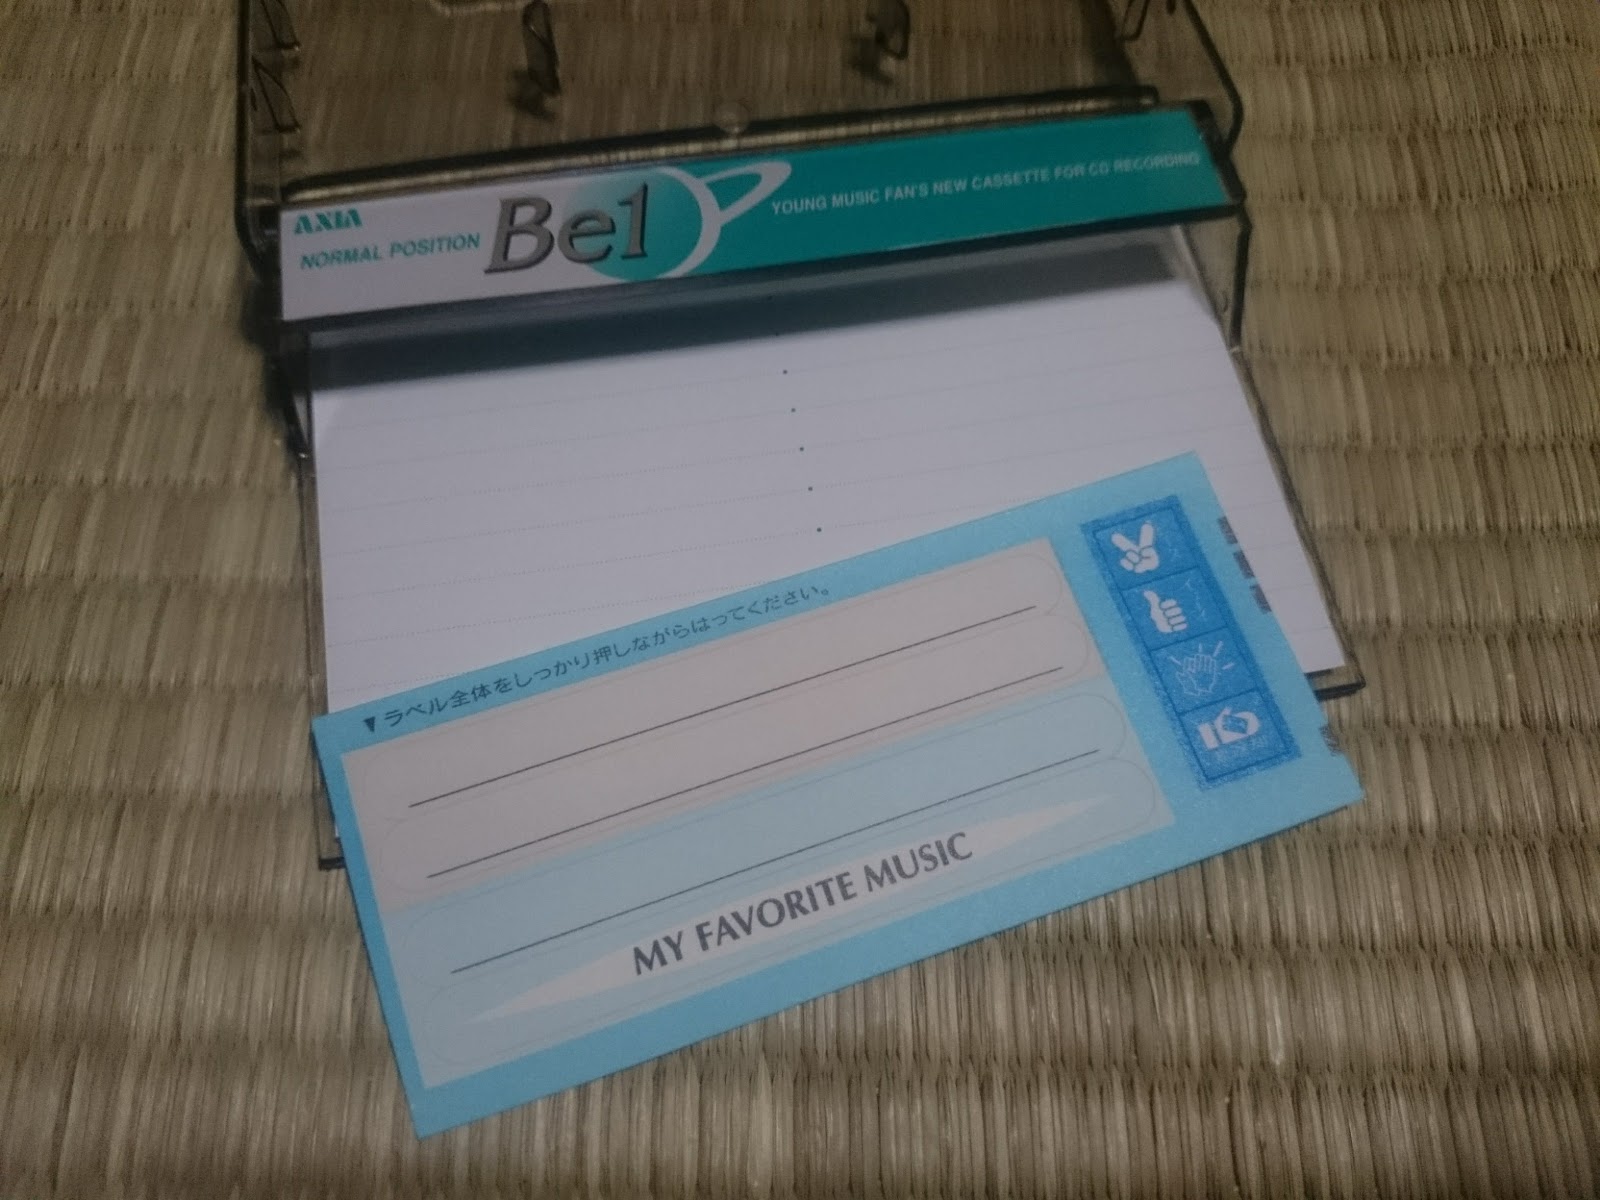 AXIA
NORMAL POSITION
Be1
YOUNG MUSIC FAN'S NEW CASSETTE FOR CD RECORDING
▼ラベル全体をしっかり押しながらはってください。
MY FAVORITE MUSIC